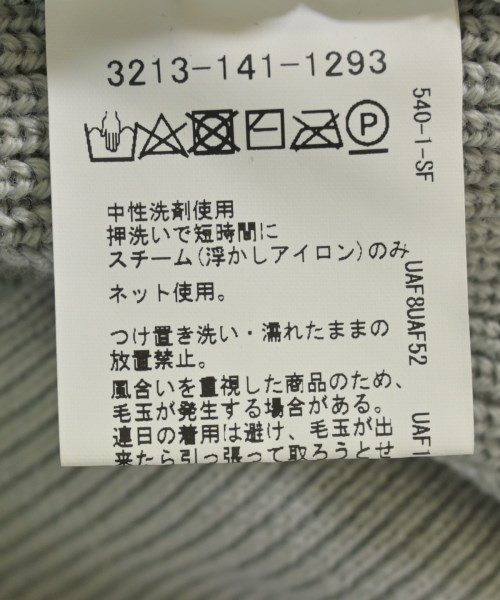 3213-141-1293
P
中性洗剤使用
押洗いで短時間に
スチーム(浮かしアイロン)のみ
ネット使用。
つけ置き洗い・濡れたままの
放置禁止。
風合いを重視した商品のため、
毛玉が発生する場合がある。
連日の着用は避け、毛玉が出
来たら引っ張って取ろうとせ
540-1-SF
UAF8UAF52
UAF1